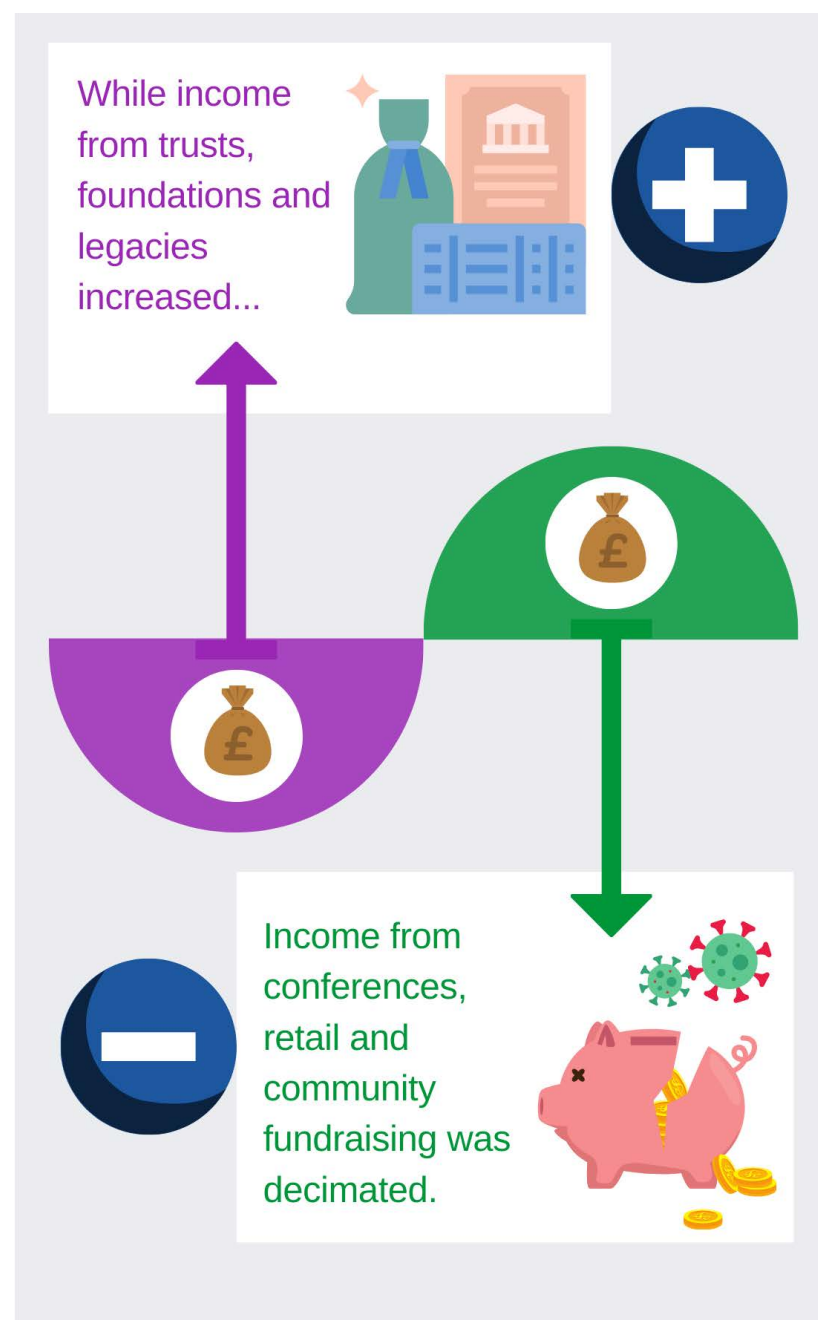 While income
from trusts,
foundations and
legacies
increased...
£
£
Income from
conferences,
retail and
community
fundraising was
decimated.